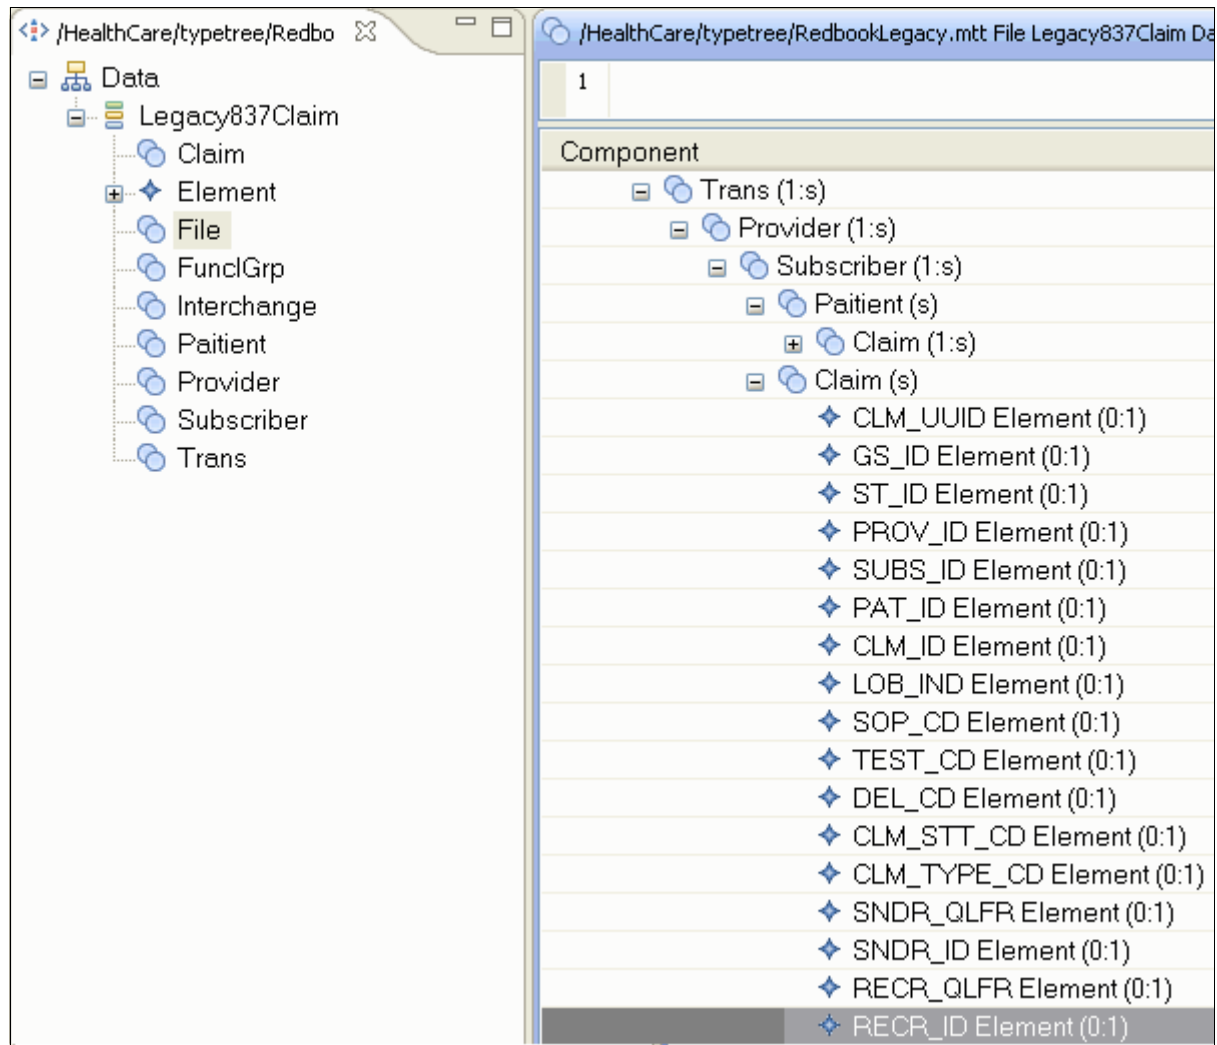 /HealthCare/typetree/Redbo
Data
Legacy837Claim
Claim
Element
File
FunclGrp
Interchange
Paitient
Provider
Subscriber
Trans
/HealthCare/typetree/RedbookLegacy.mtt File Legacy837Claim Da
1
Component
Trans (1:s)
Provider (1:s)
Subscriber (1:s)
Paitient (s)
Claim (1:s)
Claim (s)
CLM_UUID Element (0:1)
GS_ID Element (0:1)
ST_ID Element (0:1)
PROV_ID Element (0:1)
SUBS_ID Element (0:1)
PAT_ID Element (0:1)
CLM_ID Element (0:1)
LOB_IND Element (0:1)
SOP_CD Element (0:1)
TEST_CD Element (0:1)
DEL_CD Element (0:1)
CLM_STT_CD Element (0:1)
CLM_TYPE_CD Element (0:1)
SNDR_QLFR Element (0:1)
SNDR_ID Element (0:1)
RECR_QLFR Element (0:1)
RECR_ID Element (0:1)